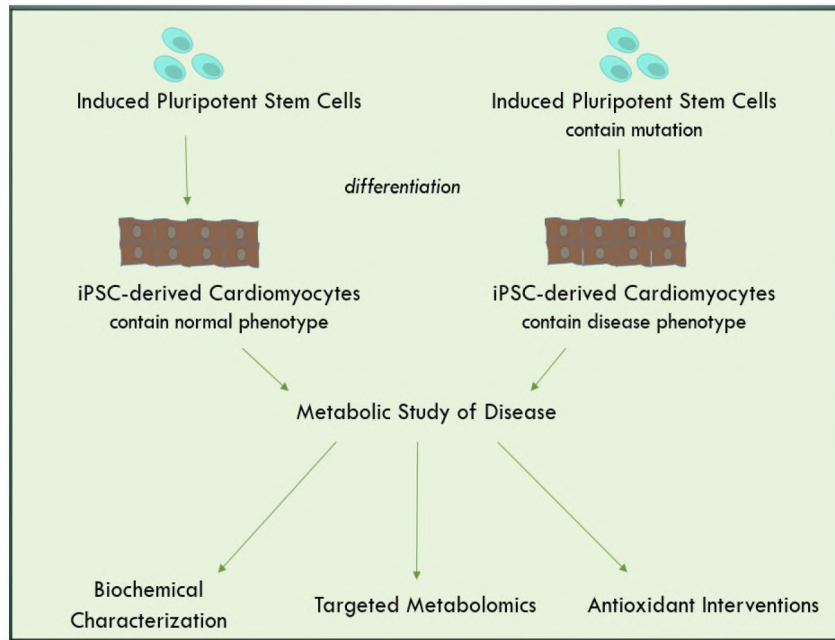 Induced Pluripotent Stem Cells
Induced Pluripotent Stem Cells
contain mutation
differentiation
iPSC-derived Cardiomyocytes
contain normal phenotype
iPSC-derived Cardiomyocytes
contain disease phenotype
Metabolic Study of Disease
Biochemical
Characterization
Targeted Metabolomics
Antioxidant Interventions